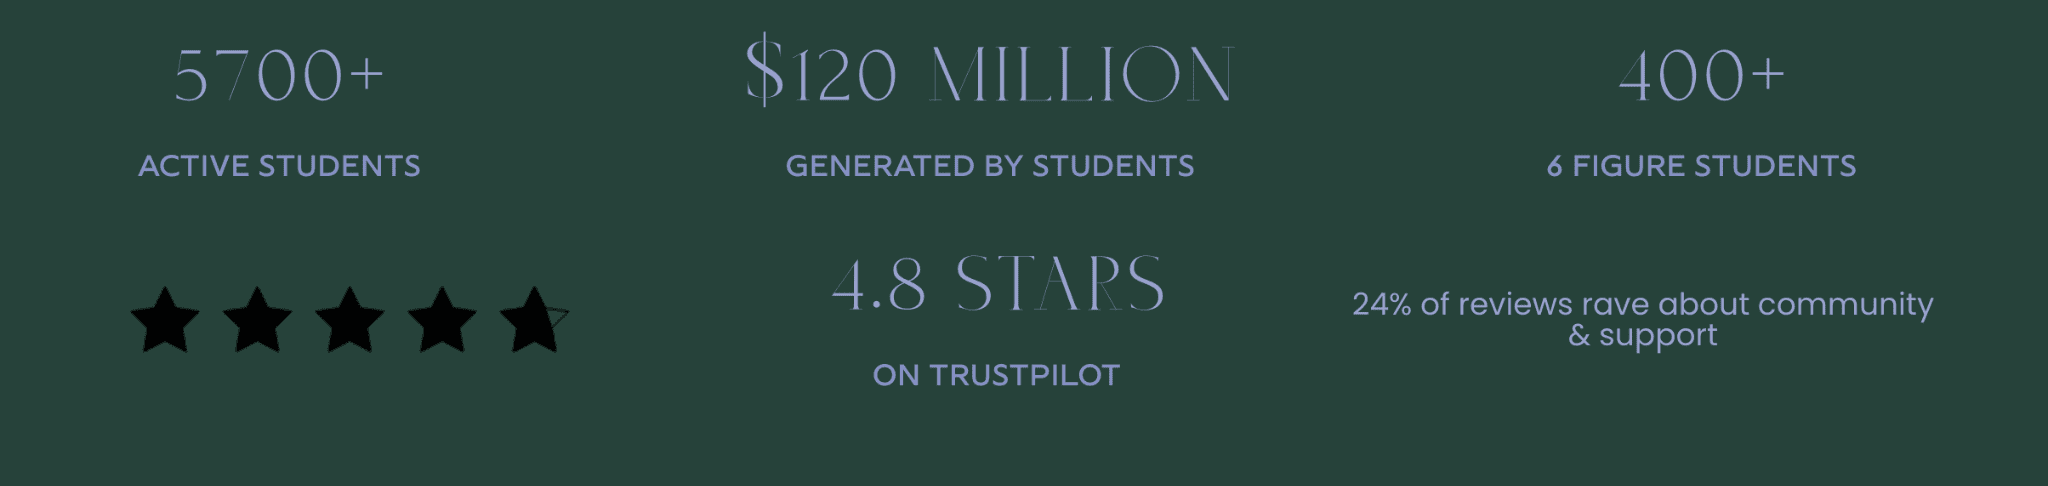 5700+
$120 MILLION
400+
ACTIVE STUDENTS
GENERATED BY STUDENTS
6 FIGURE STUDENTS
4.8 STARS
ON TRUSTPILOT
24% of reviews rave about community
& support